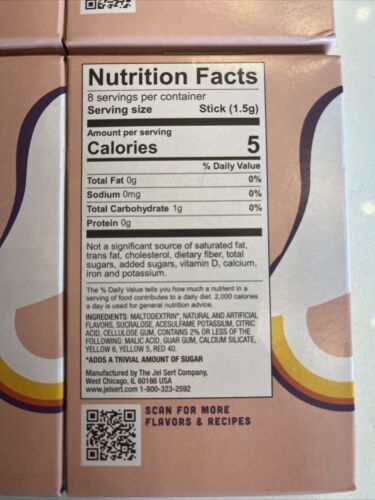 Nutrition Facts
8 servings per container
Serving size Stick (1.5g)
Amount per serving
Calories 5
% Daily Value
Total Fat 0g 0%
Sodium 0mg 0%
Total Carbohydrate 1g 0%
Protein 0g
Not a significant source of saturated fat,
trans fat, cholesterol, dietary fiber, total
sugars, added sugars, vitamin D, calcium,
iron and potassium.
The % Daily Value tells you how much a nutrient in a
serving of food contributes to a daily diet. 2,000 calories
a day is used for general nutrition advice.
INGREDIENTS: MALTODEXTRIN*, NATURAL AND ARTIFICIAL
FLAVORS, SUCRALOSE, ACESULFAME POTASSIUM, CITRIC
ACID, CELLULOSE GUM, CONTAINS 2% OR LESS OF THE
FOLLOWING: MALIC ACID, GUAR GUM, CALCIUM SILICATE,
YELLOW 6, YELLOW 5, RED 40.
*ADDS A TRIVIAL AMOUNT OF SUGAR
Manufactured by The Jel Sert Company,
West Chicago, IL 60186 USA
www.jelsert.com 1-800-323-2592
SCAN FOR MORE
FLAVORS & RECIPES